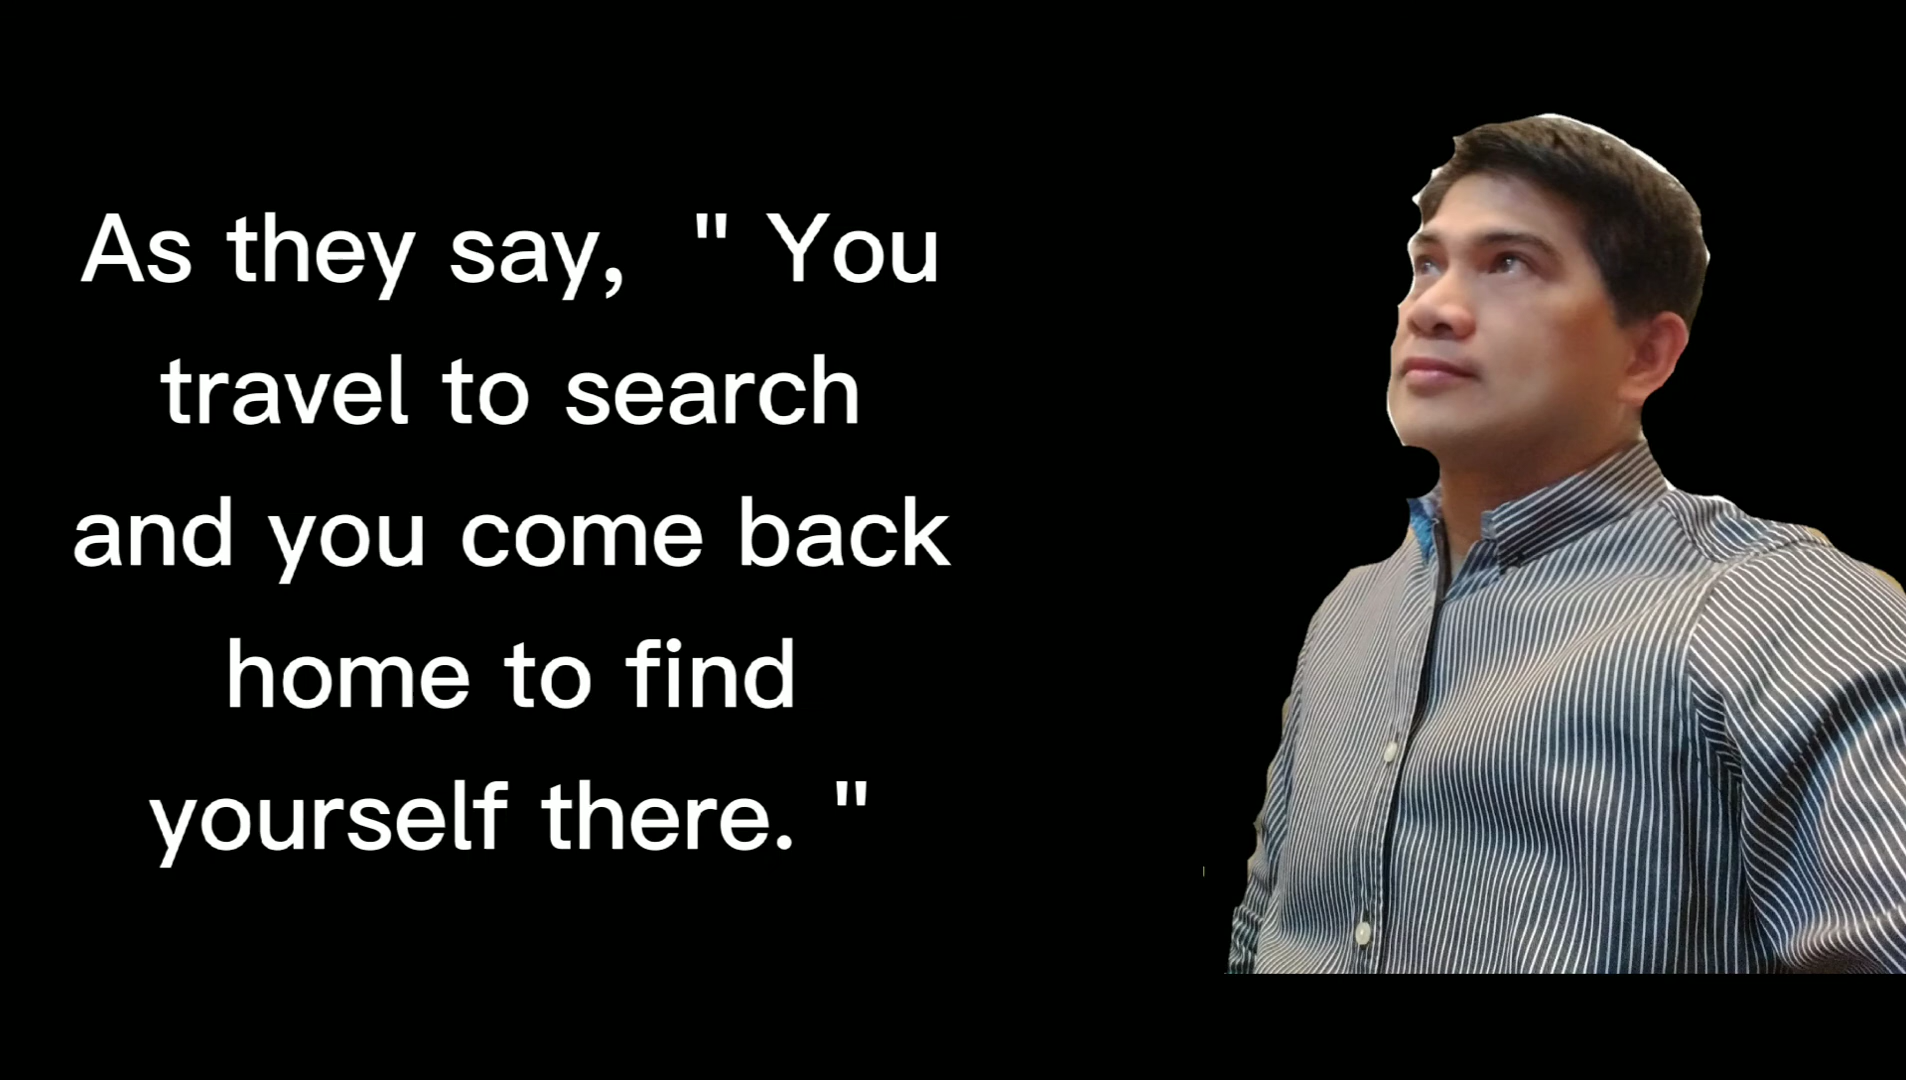 As they say,  " You
travel to search
and you come back
home to find
yourself there. "